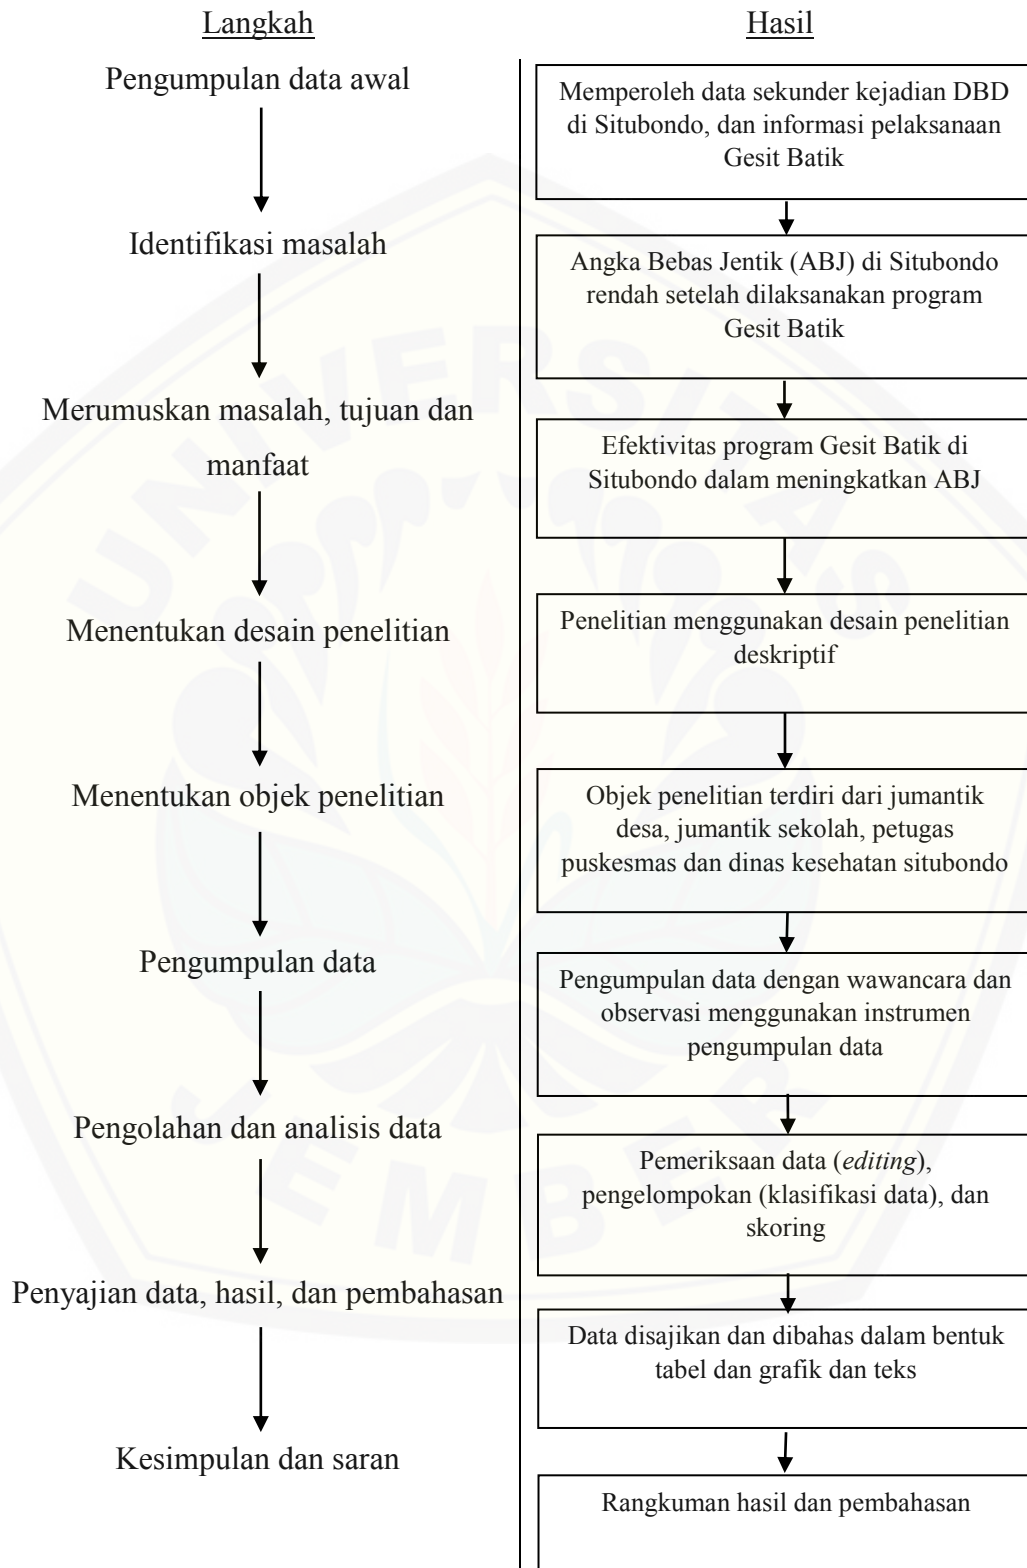 Langkah
Hasil
Pengumpulan data awal
Memperoleh data sekunder kejadian DBD
di Situbondo, dan informasi pelaksanaan
Gesit Batik
Identifikasi masalah
Angka Bebas Jentik (ABJ) di Situbondo
rendah setelah dilaksanakan program
Gesit Batik
Merumuskan masalah, tujuan dan
manfaat
Efektivitas program Gesit Batik di
Situbondo dalam meningkatkan ABJ
Menentukan desain penelitian
Penelitian menggunakan desain penelitian
deskriptif
Menentukan objek penelitian
Objek penelitian terdiri dari jumantik
desa, jumantik sekolah, petugas
puskesmas dan dinas kesehatan situbondo
Pengumpulan data
Pengumpulan data dengan wawancara dan
observasi menggunakan instrumen
pengumpulan data
Pengolahan dan analisis data
Pemeriksaan data (editing),
pengelompokan (klasifikasi data), dan
skoring
Penyajian data, hasil, dan pembahasan
Data disajikan dan dibahas dalam bentuk
tabel dan grafik dan teks
Kesimpulan dan saran
Rangkuman hasil dan pembahasan
UNIVERSITAS
JEMBER